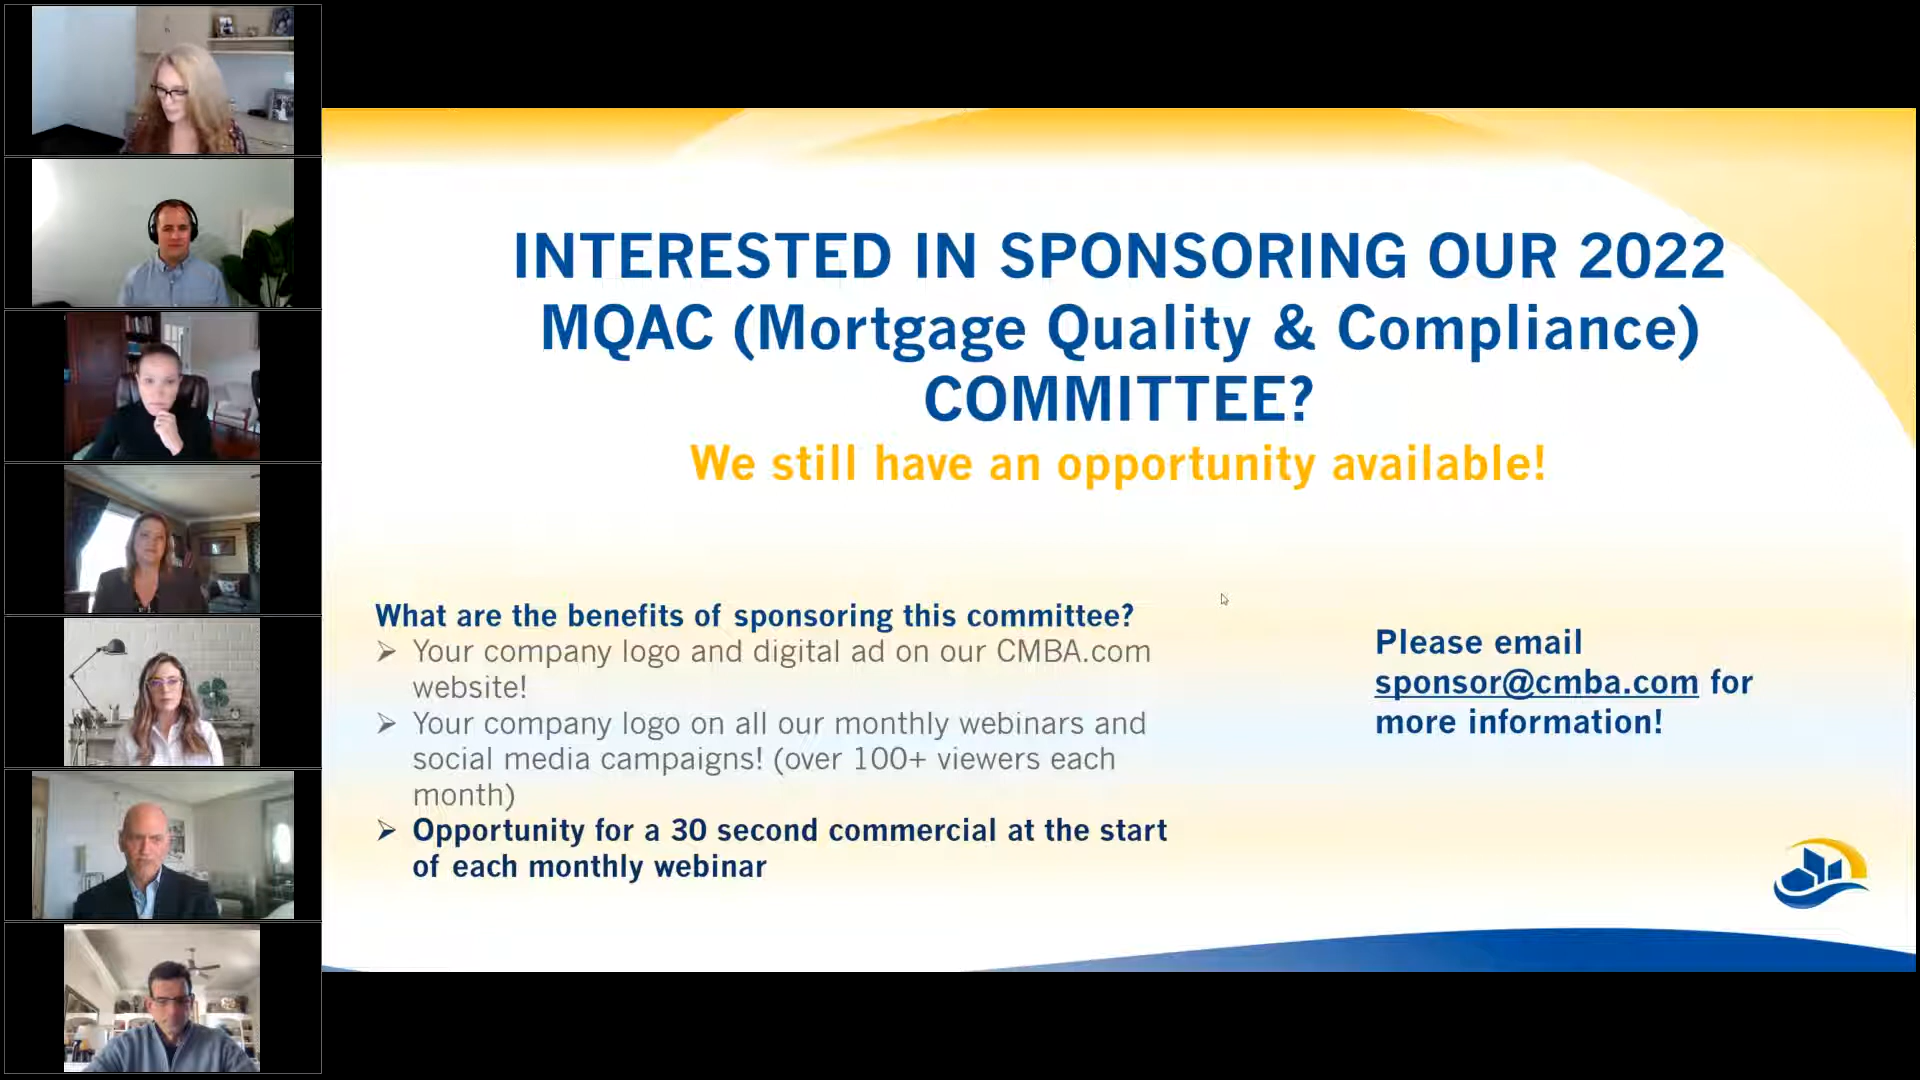 INTERESTED IN SPONSORING OUR 2022
MQAC (Mortgage Quality & Compliance)
COMMITTEE?
We still have an opportunity available!
What are the benefits of sponsoring this committee?
➢ Your company logo and digital ad on our CMBA.com
website!
➢ Your company logo on all our monthly webinars and
social media campaigns! (over 100+ viewers each
month)
➢ Opportunity for a 30 second commercial at the start
of each monthly webinar
Please email
sponsor@cmba.com for
more information!